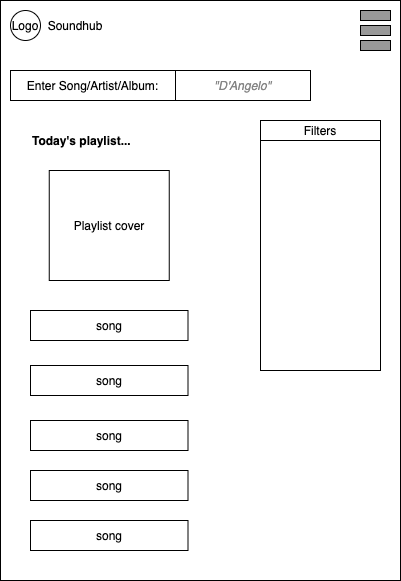 Logo Soundhub
Enter Song/Artist/Album: "D'Angelo"
Today's playlist...
Filters
Playlist cover
song
song
song
song
song